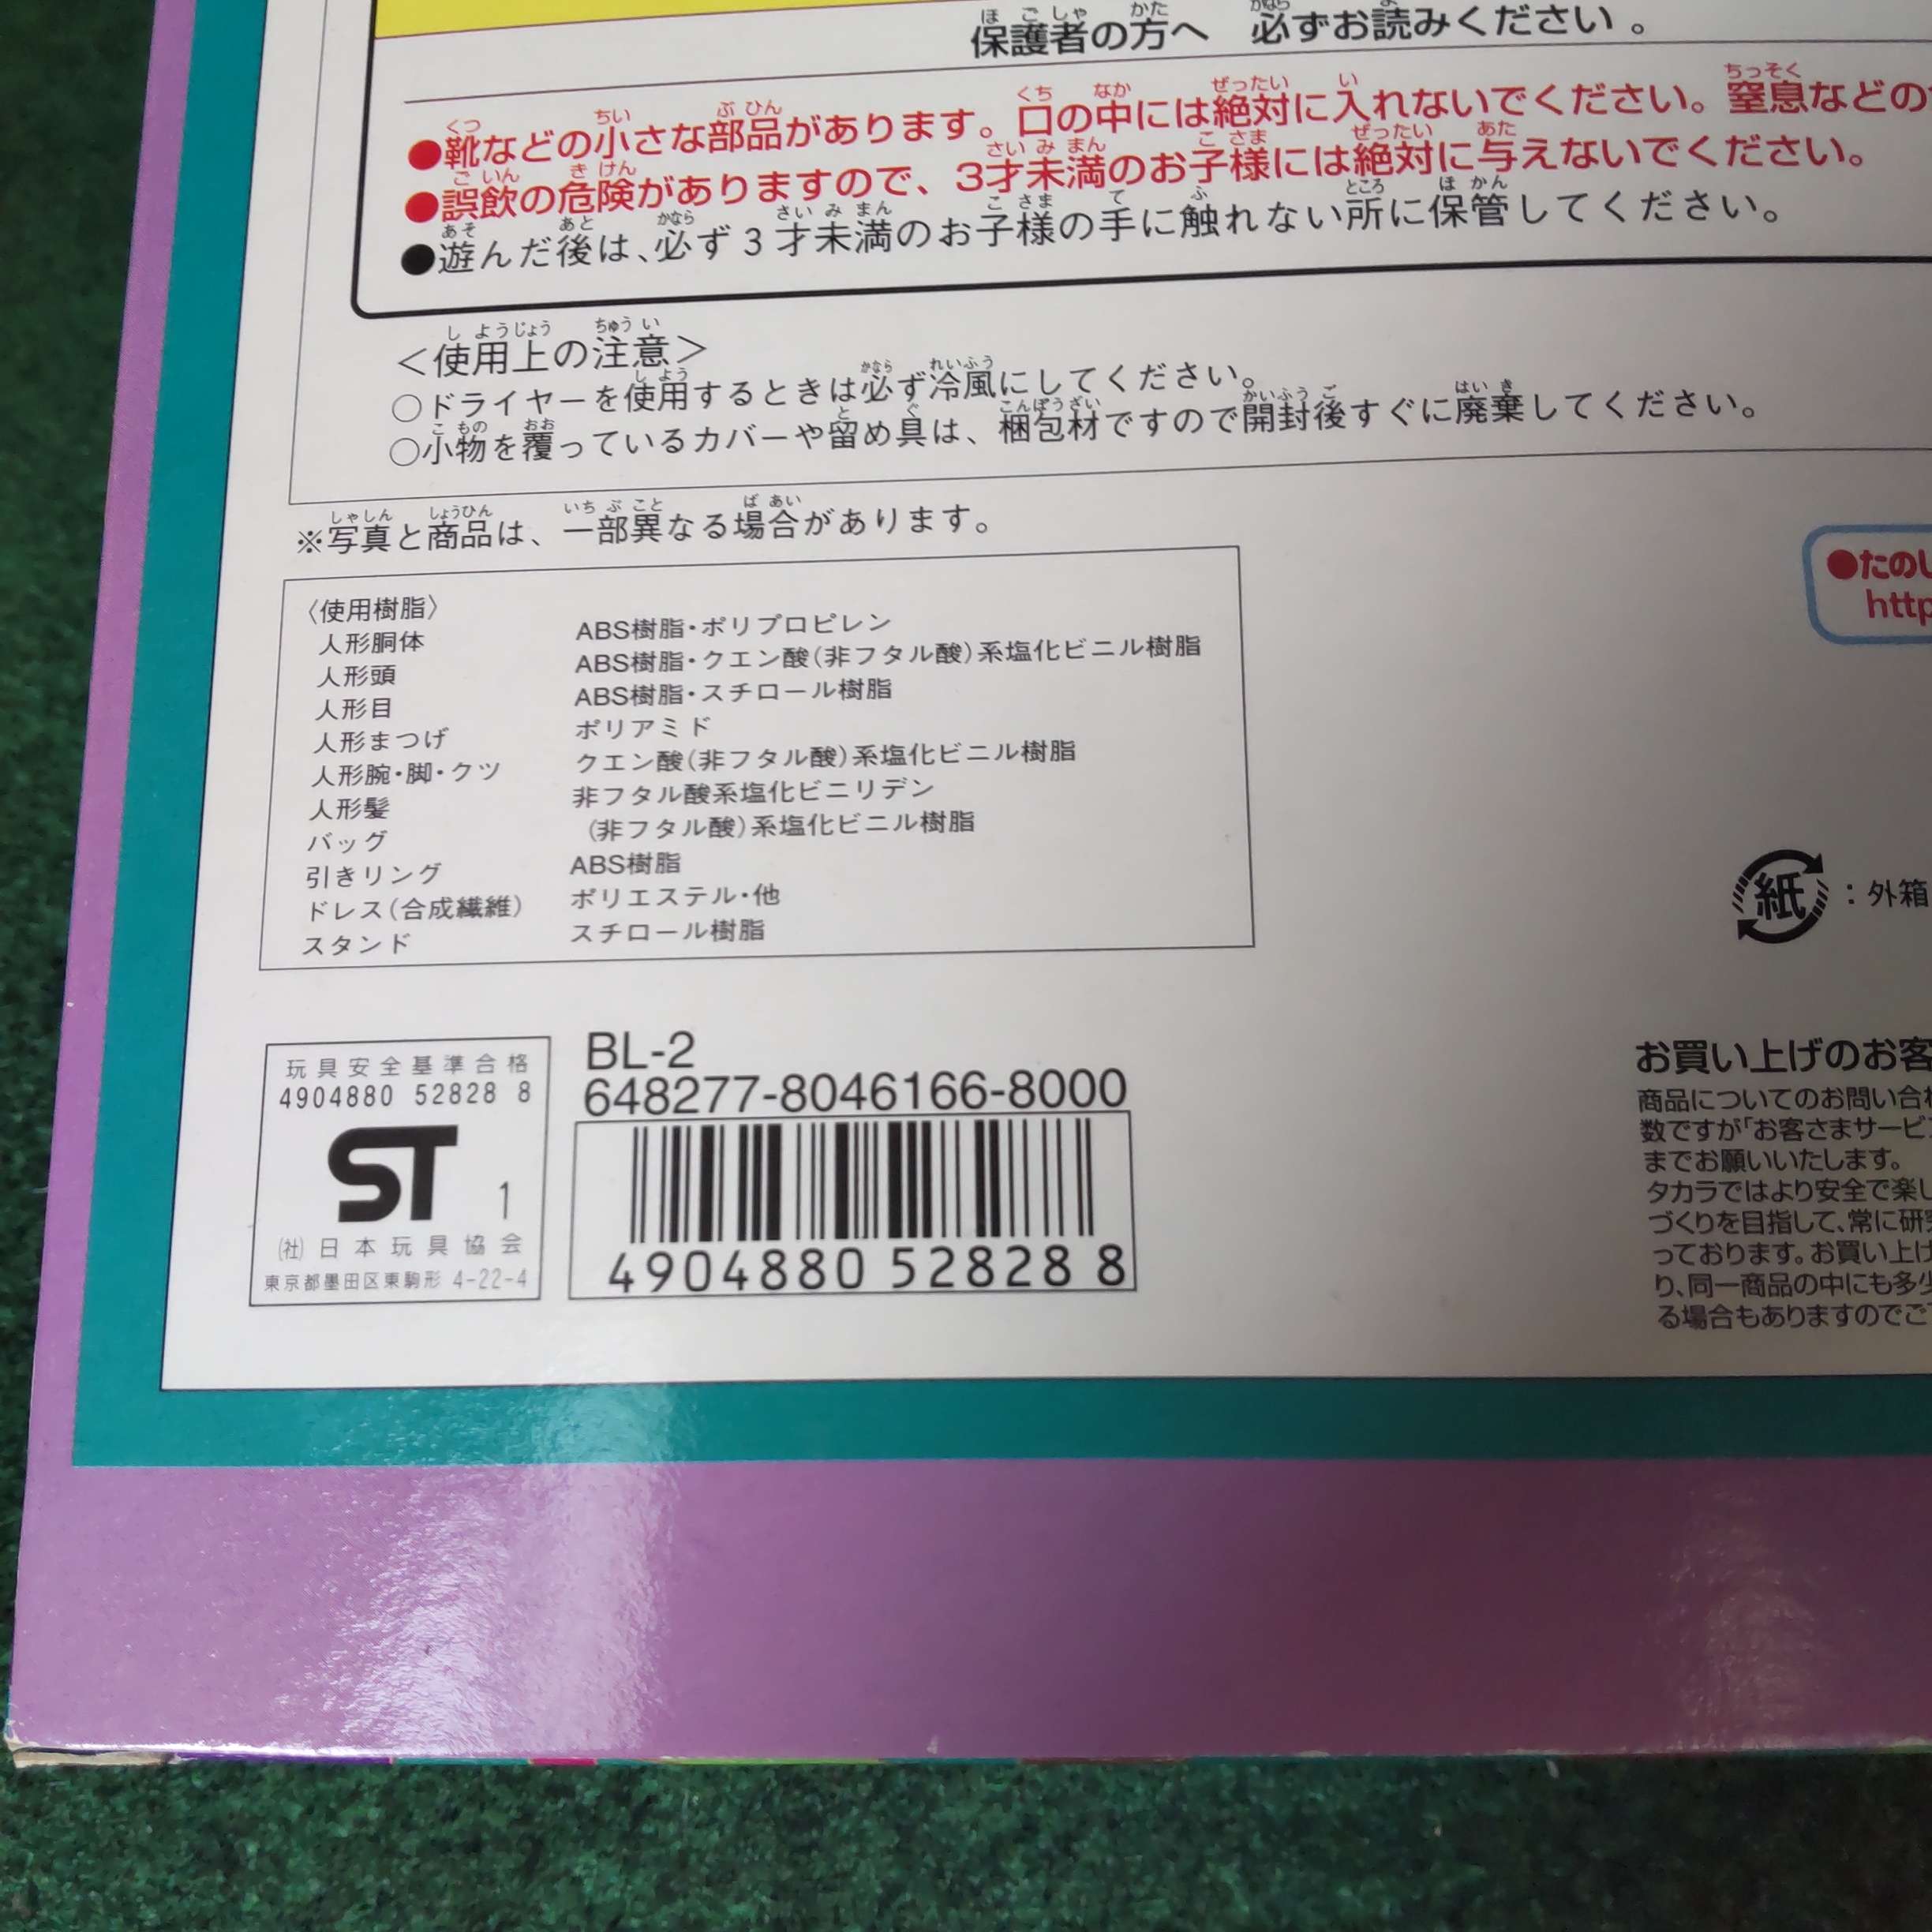 保護者の方へ 必ずお読みください。
●靴などの小さな部品があります。口の中には絶対に入れないでください。窒息などの
●誤飲の危険がありますので、3才未満のお子様には絶対に与えないでください。
●遊んだ後は、必ず3才未満のお子様の手に触れない所に保管してください。
＜使用上の注意＞
○ドライヤーを使用するときは必ず冷風にしてください。
○小物を覆っているカバーや留め具は、梱包材ですので開封後すぐに廃棄してください。
※写真と商品は、一部異なる場合があります。
●たのし
http
〈使用樹脂〉
人形胴体 ABS樹脂・ポリプロピレン
人形頭 ABS樹脂・クエン酸(非フタル酸)系塩化ビニル樹脂
人形目 ABS樹脂・スチロール樹脂
人形まつげ ポリアミド
人形腕・脚・クツ クエン酸(非フタル酸)系塩化ビニル樹脂
人形髪 非フタル酸系塩化ビニリデン
バッグ (非フタル酸)系塩化ビニル樹脂
引きリング ABS樹脂
ドレス(合成繊維) ポリエステル・他
スタンド スチロール樹脂
紙：外箱
玩具安全基準合格
4904880 52828 8
ST 1
(社)日本玩具協会
東京都墨田区東駒形 4-22-4
BL-2
648277-8046166-8000
4904880528288
お買い上げのお客
商品についてのお問い合
数ですが「お客さまサービ
までお願いいたします。
タカラではより安全で楽し
づくりを目指して、常に研究
っております。お買い上げ
り、同一商品の中にも多少
る場合もありますのでご